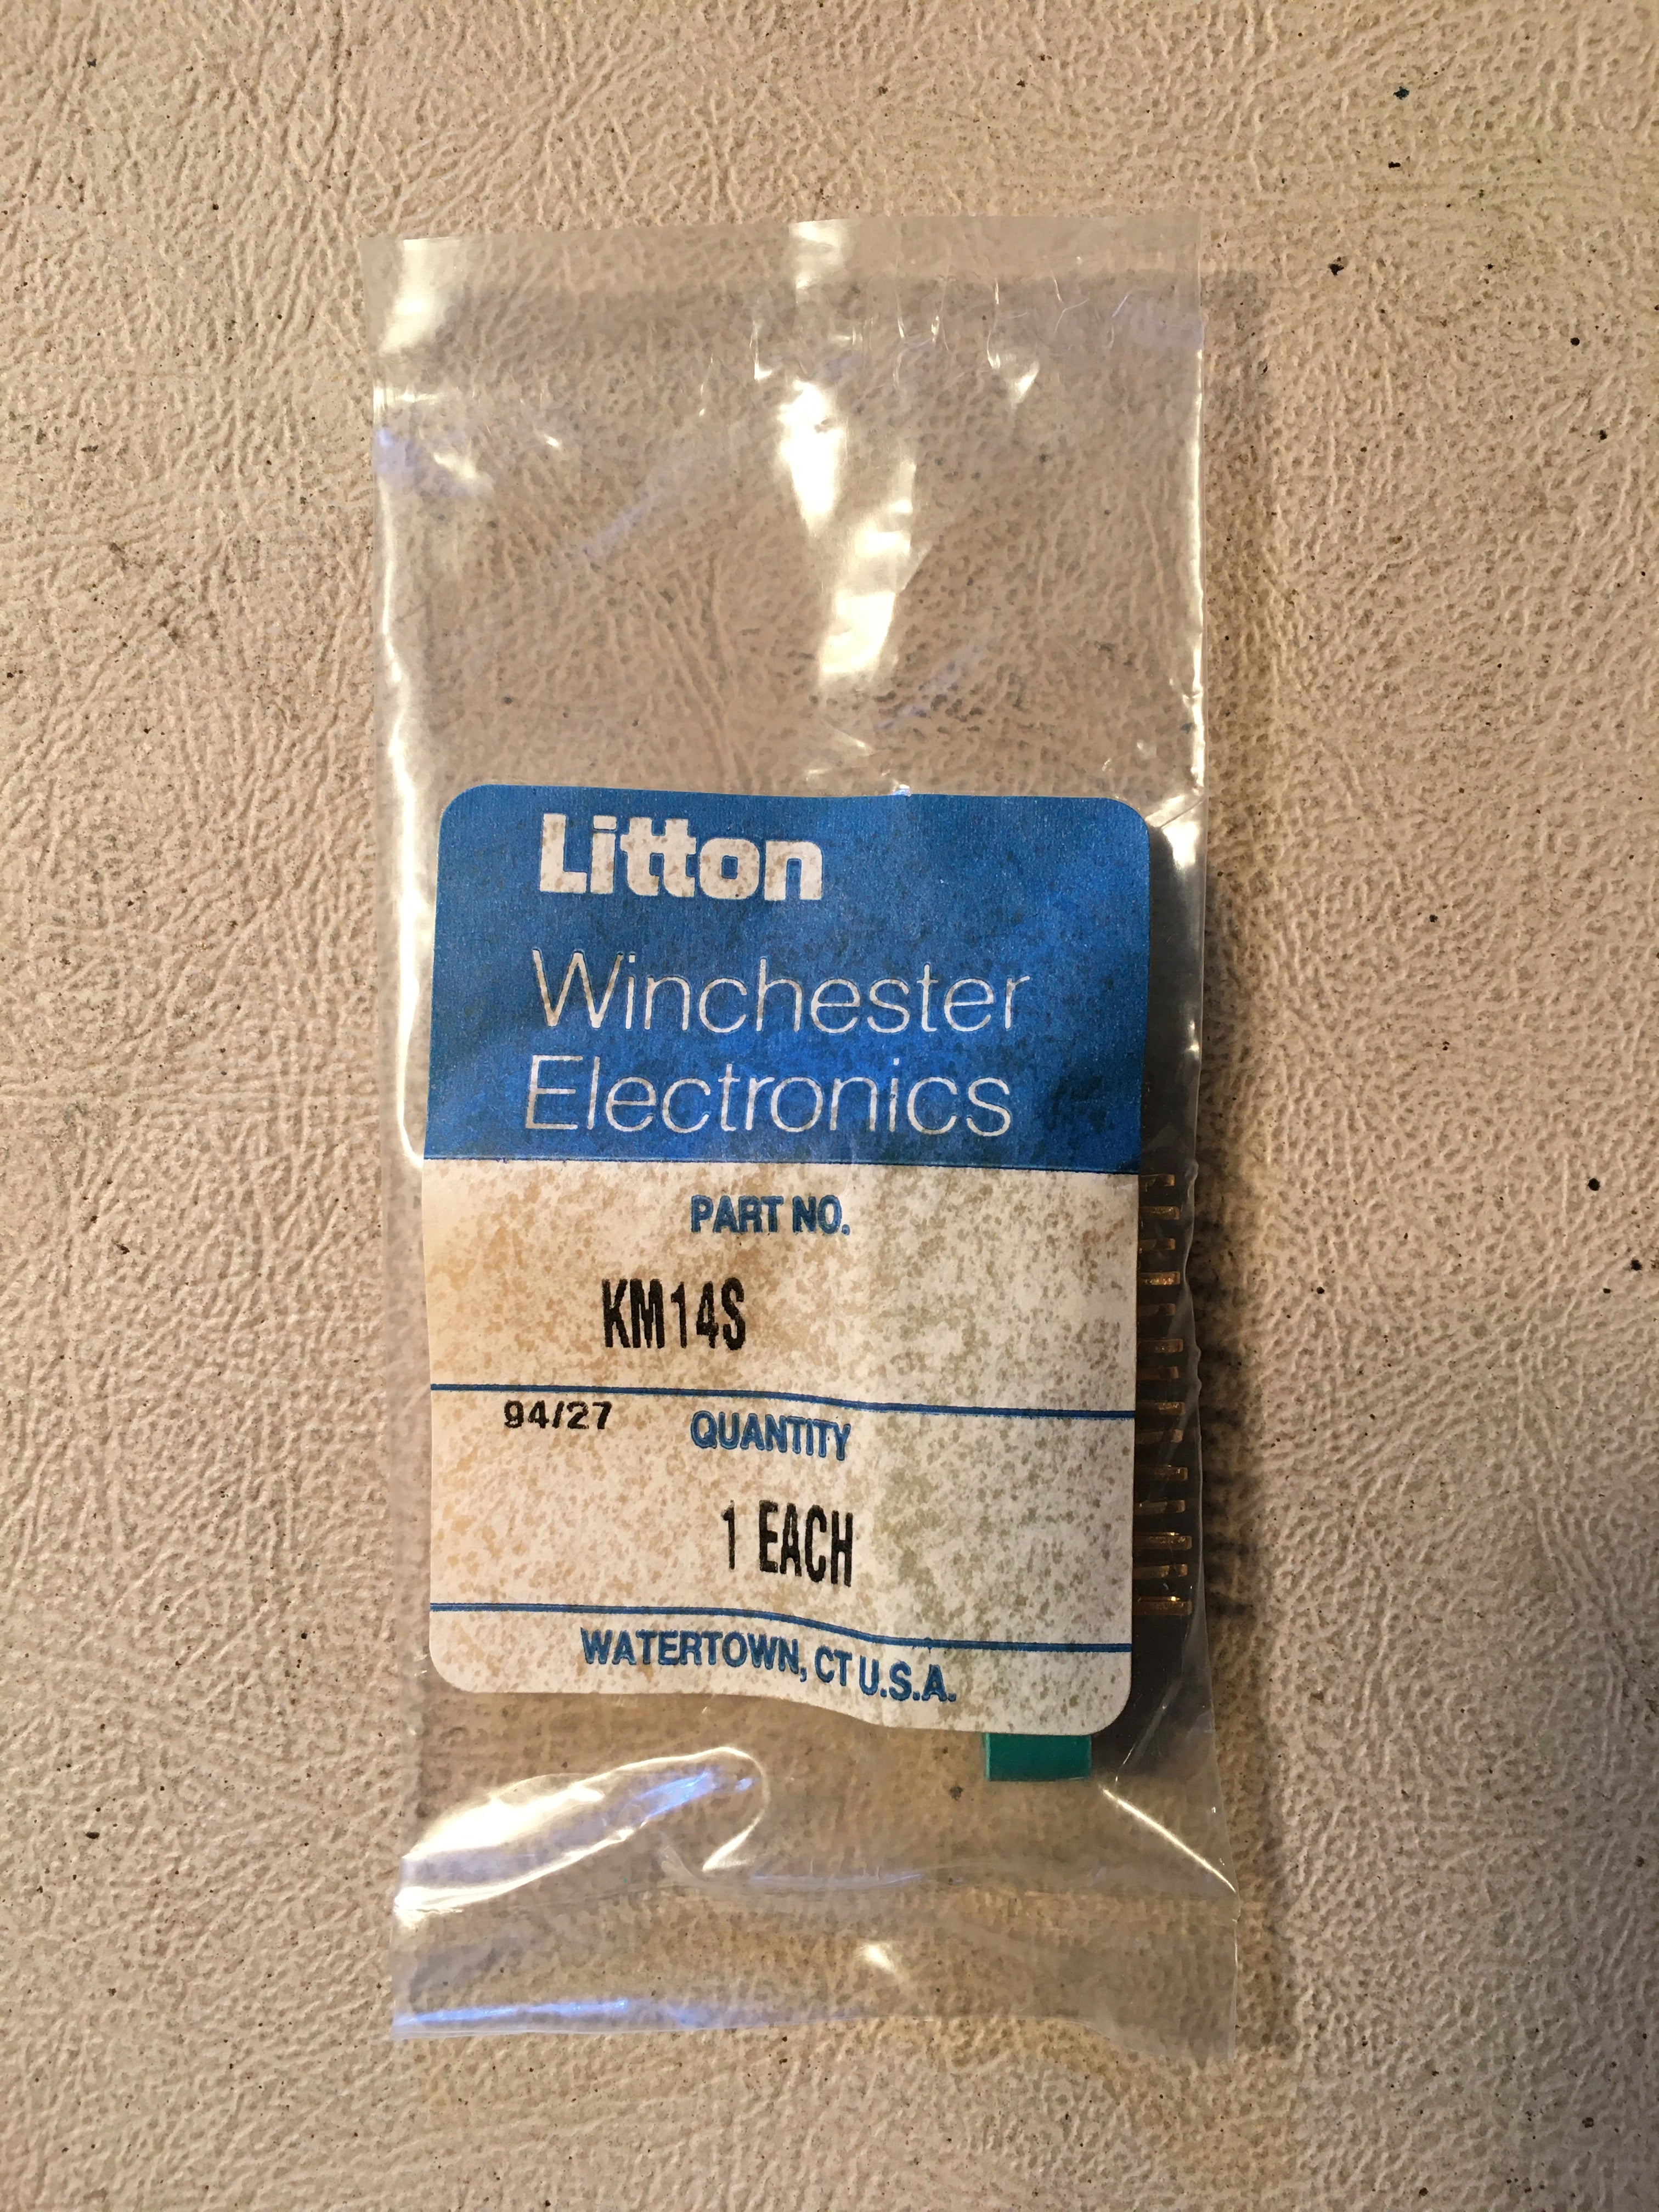 Litton
Winchester
Electronics
PART NO.
KM14S
94/27 QUANTITY
1 EACH
WATERTOWN, CT U.S.A.